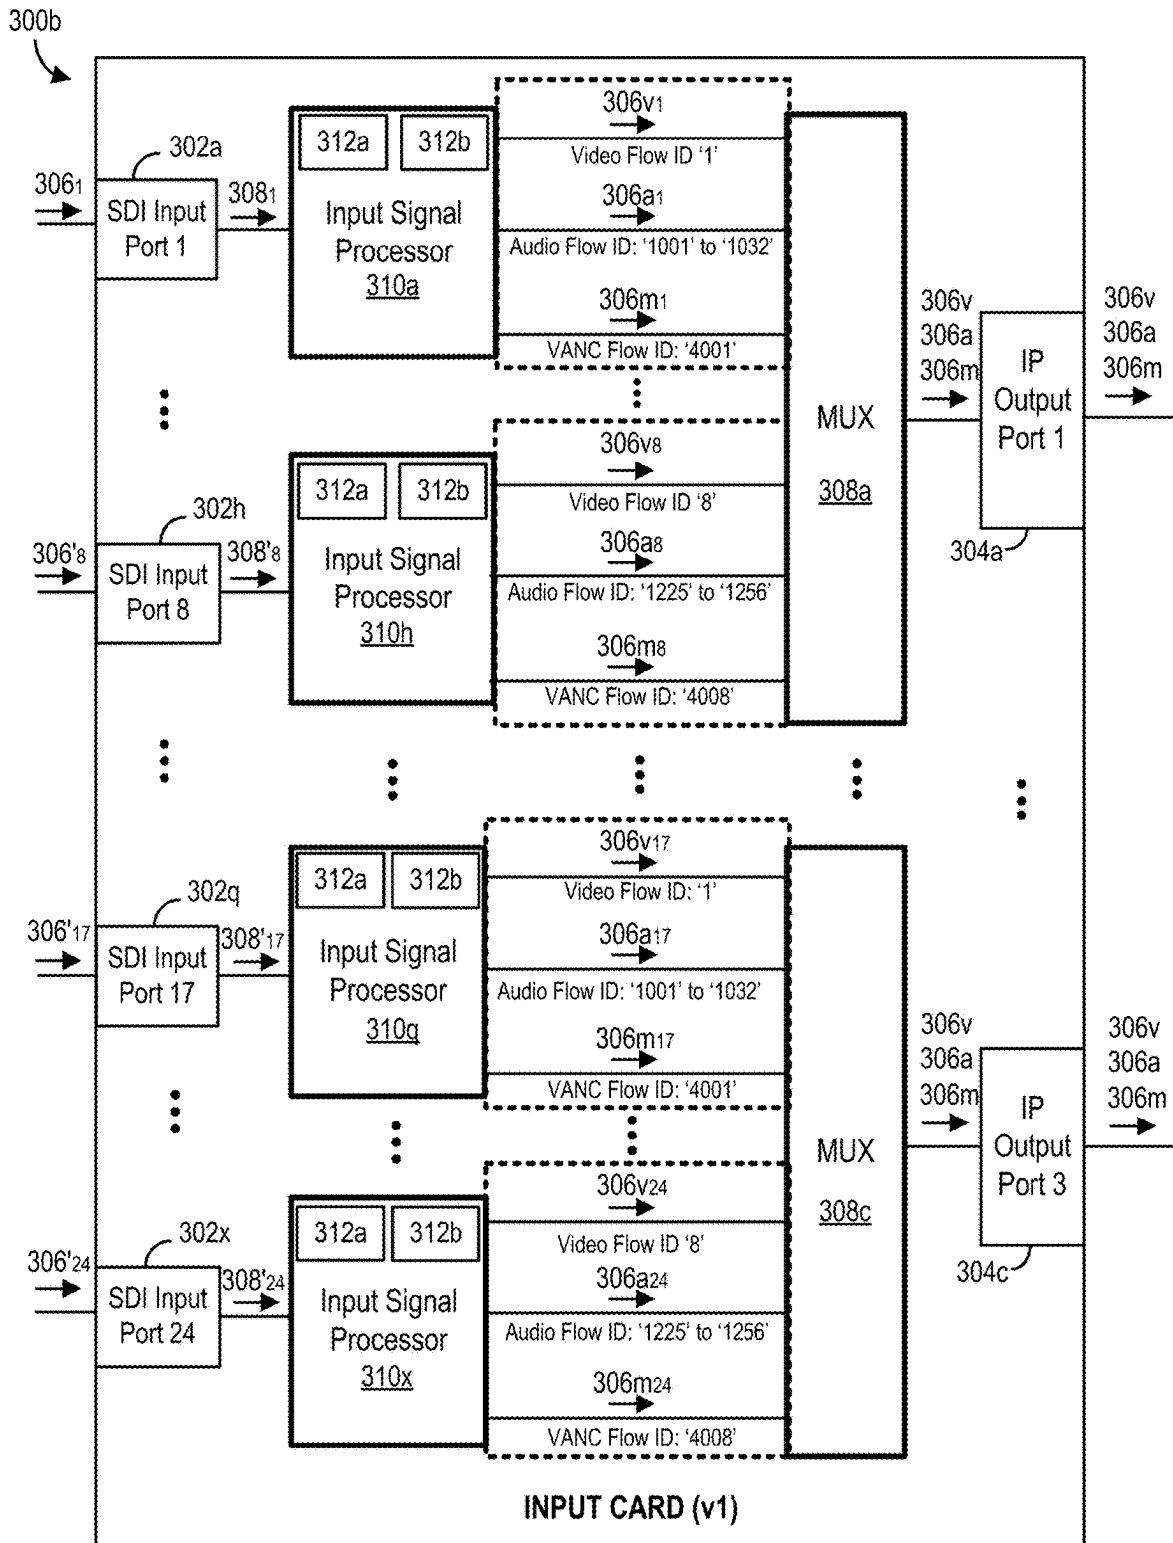 300b
302a
306₁
SDI Input
Port 1
308₁
312a
312b
Input Signal
Processor
310a
306v₁
Video Flow ID '1'
306a₁
Audio Flow ID: '1001' to '1032'
306m₁
VANC Flow ID: '4001'
MUX
308a
306v
306a
306m
IP
Output
Port 1
304a
306v
306a
306m
302h
306'₈
SDI Input
Port 8
308'₈
312a
312b
Input Signal
Processor
310h
306v₈
Video Flow ID '8'
306a₈
Audio Flow ID: '1225' to '1256'
306m₈
VANC Flow ID: '4008'
302q
306'₁₇
SDI Input
Port 17
308'₁₇
312a
312b
Input Signal
Processor
310q
306v₁₇
Video Flow ID: '1'
306a₁₇
Audio Flow ID: '1001' to '1032'
306m₁₇
VANC Flow ID: '4001'
MUX
308c
306v
306a
306m
IP
Output
Port 3
304c
306v
306a
306m
302x
306'₂₄
SDI Input
Port 24
308'₂₄
312a
312b
Input Signal
Processor
310x
306v₂₄
Video Flow ID '8'
306a₂₄
Audio Flow ID: '1225' to '1256'
306m₂₄
VANC Flow ID: '4008'
INPUT CARD (v1)